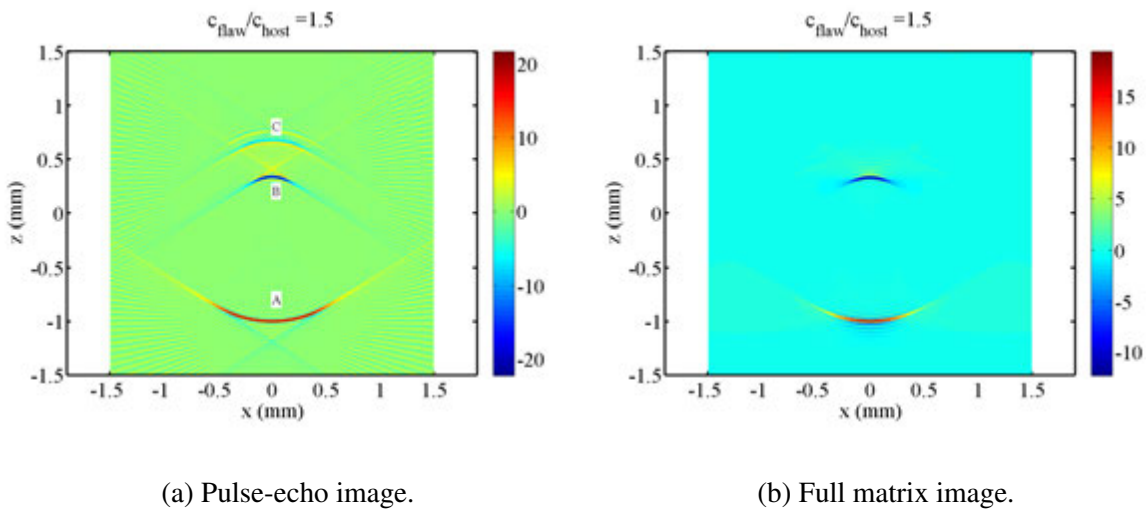 c_flaw/c_host =1.5
1.5
1
0.5
0
-0.5
-1
-1.5
z (mm)
-1.5 -1 -0.5 0 0.5 1 1.5
x (mm)
C
B
A
20
10
0
-10
-20
(a) Pulse-echo image.
c_flaw/c_host =1.5
1.5
1
0.5
0
-0.5
-1
-1.5
z (mm)
-1.5 -1 -0.5 0 0.5 1 1.5
x (mm)
15
10
5
0
-5
-10
(b) Full matrix image.